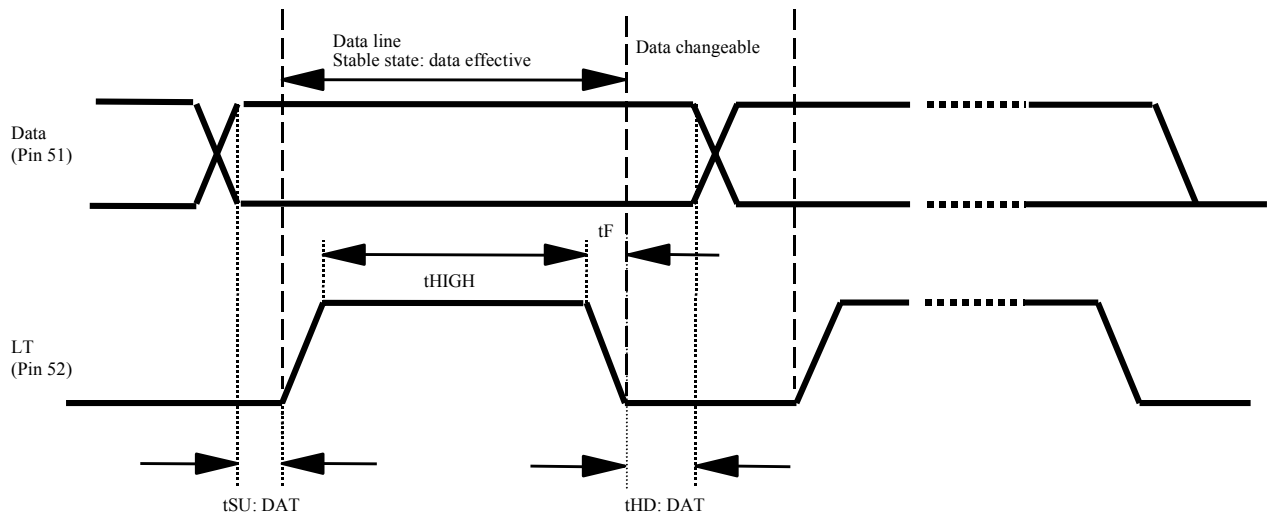 Data line
Stable state: data effective
Data changeable
Data
(Pin 51)
tF
tHIGH
LT
(Pin 52)
tSU: DAT
tHD: DAT